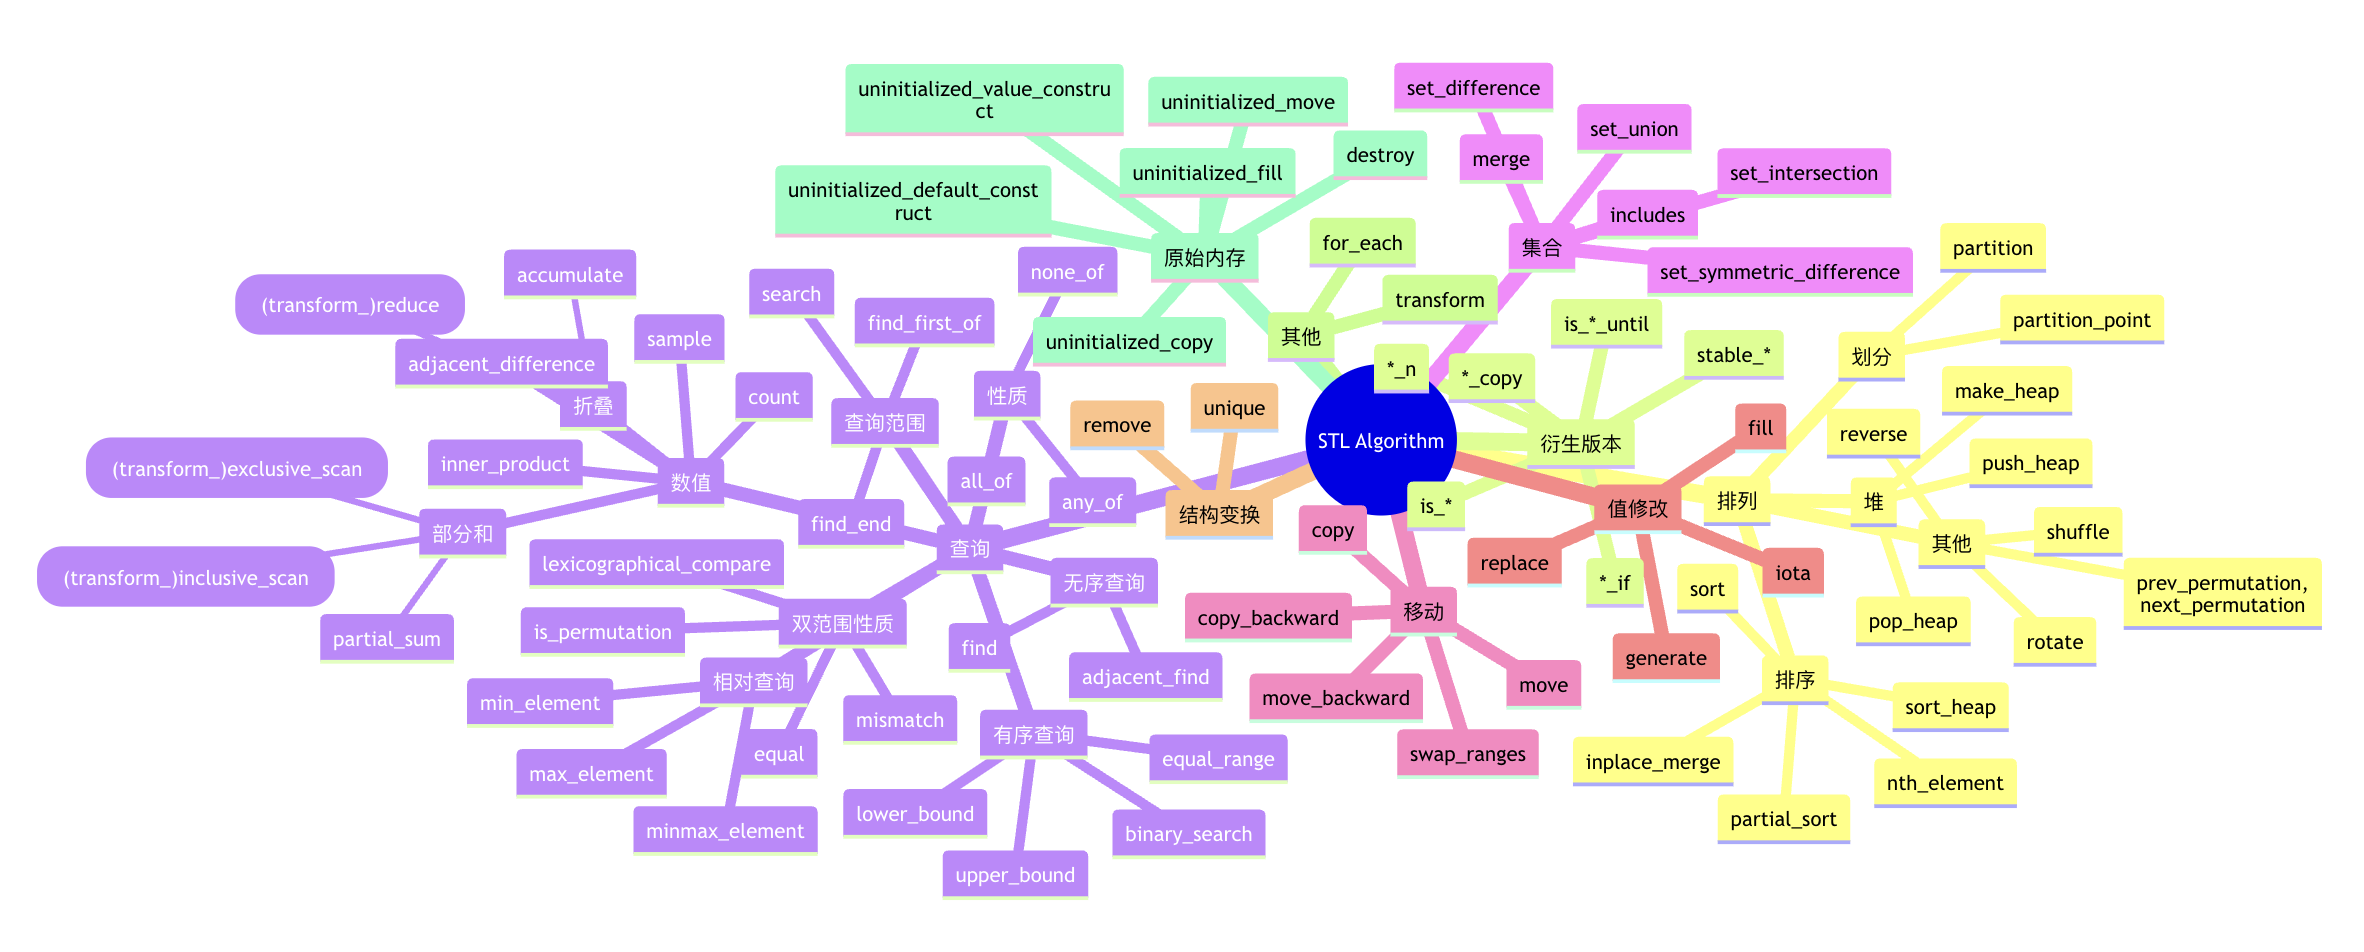 STL Algorithm
原始内存
uninitialized_value_constru
ct
uninitialized_move
uninitialized_fill
destroy
uninitialized_default_const
ruct
uninitialized_copy
其他
for_each
transform
集合
set_difference
merge
set_union
set_intersection
includes
set_symmetric_difference
衍生版本
*_n
*_copy
is_*_until
stable_*
is_*
*_if
排列
划分
partition
partition_point
堆
make_heap
push_heap
pop_heap
其他
reverse
shuffle
prev_permutation,
next_permutation
rotate
排序
sort
sort_heap
nth_element
partial_sort
inplace_merge
值修改
fill
iota
generate
replace
移动
copy
copy_backward
move_backward
swap_ranges
move
结构变换
remove
unique
查询
性质
none_of
all_of
any_of
查询范围
search
find_first_of
find_end
数值
折叠
(transform_)reduce
accumulate
adjacent_difference
sample
count
inner_product
部分和
(transform_)exclusive_scan
(transform_)inclusive_scan
partial_sum
双范围性质
lexicographical_compare
is_permutation
equal
mismatch
相对查询
min_element
max_element
minmax_element
无序查询
find
adjacent_find
有序查询
lower_bound
upper_bound
binary_search
equal_range